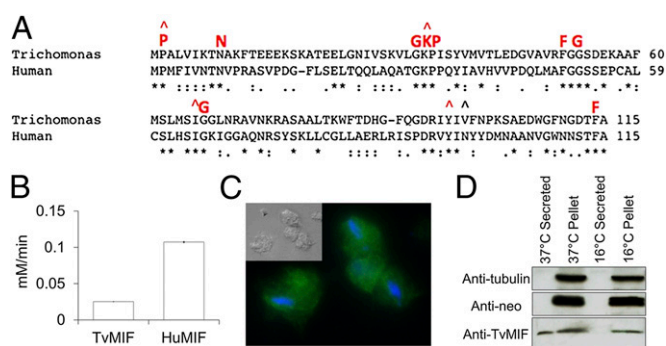 A
^ ^
P N GKP F G
Trichomonas MPALVIKTNAKFTEEEKSKATEELGNIVSKVLGKPISYVMVTLEDGVAVRFGGSDEKAAF 60
Human MPMFIVNTNVPRASVPDG-FLSELTQQLAQATGKPPQYIAVHVVPDQLMAFGGSSEPCAL 59
^ G ^ ^ F
Trichomonas MSLMSIGGLNRAVNKRASAALTKWFTDHG-FQGDRIYIVFNPKSAEDWGFNGDTFA 115
Human CSLHSIGKIGGAQNRSYSKLLCGLLAERLRISPDRVYINYYDMNAANVGWNNSTFA 115
B
mM/min
0.15
0.1
0.05
0
TvMIF HuMIF
C
D
37°C Secreted
37°C Pellet
16°C Secreted
16°C Pellet
Anti-tubulin
Anti-neo
Anti-TvMIF